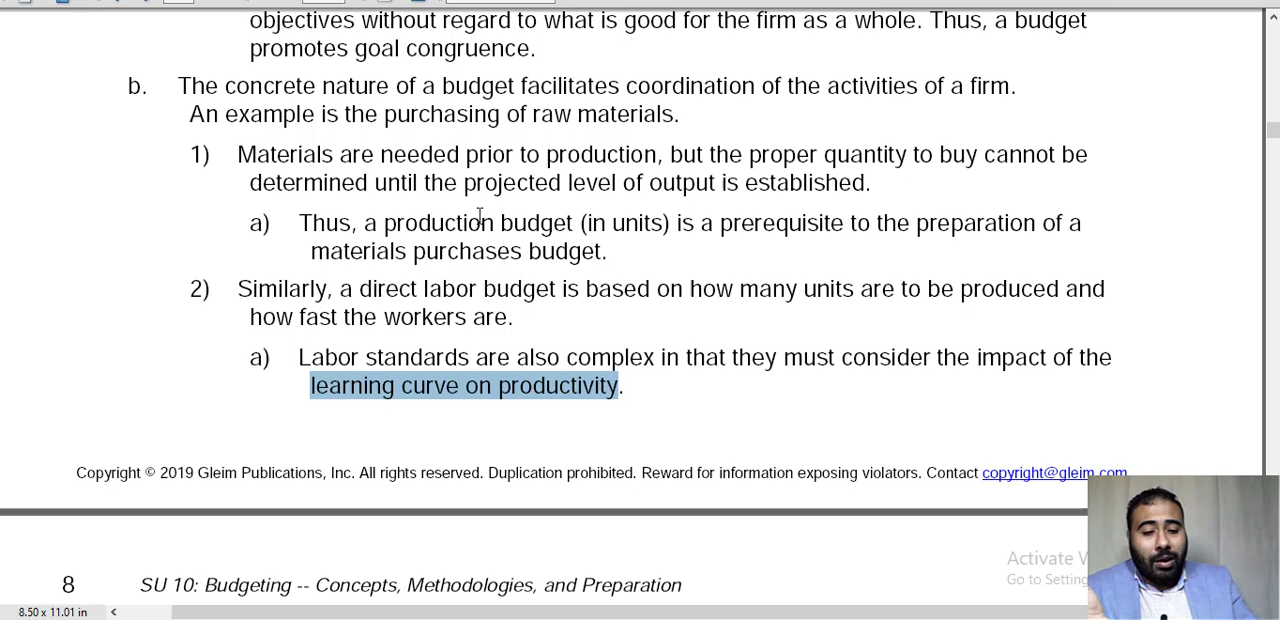 objectives without regard to what is good for the firm as a whole. Thus, a budget
promotes goal congruence.
b. The concrete nature of a budget facilitates coordination of the activities of a firm.
An example is the purchasing of raw materials.
1) Materials are needed prior to production, but the proper quantity to buy cannot be
determined until the projected level of output is established.
a) Thus, a production budget (in units) is a prerequisite to the preparation of a
materials purchases budget.
2) Similarly, a direct labor budget is based on how many units are to be produced and
how fast the workers are.
a) Labor standards are also complex in that they must consider the impact of the
learning curve on productivity.
Copyright © 2019 Gleim Publications, Inc. All rights reserved. Duplication prohibited. Reward for information exposing violators. Contact copyright@gleim.com
Activate
Go to Setting
8 SU 10: Budgeting -- Concepts, Methodologies, and Preparation
8.50 x 11.01 in